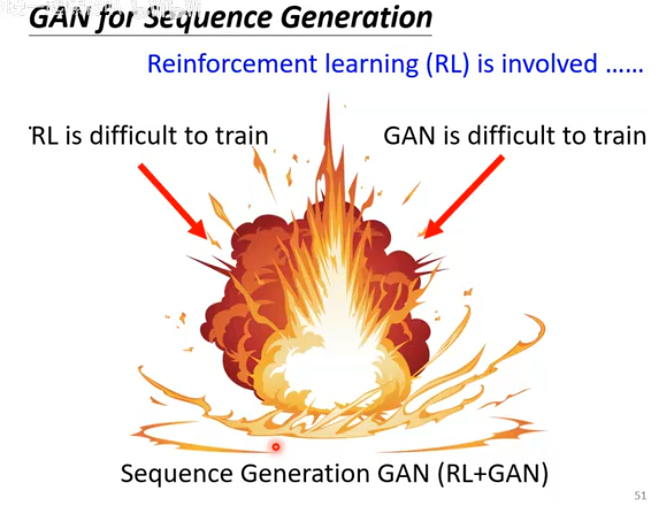 GAN for Sequence Generation
Reinforcement learning (RL) is involved ……
RL is difficult to train
GAN is difficult to train
Sequence Generation GAN (RL+GAN)
51